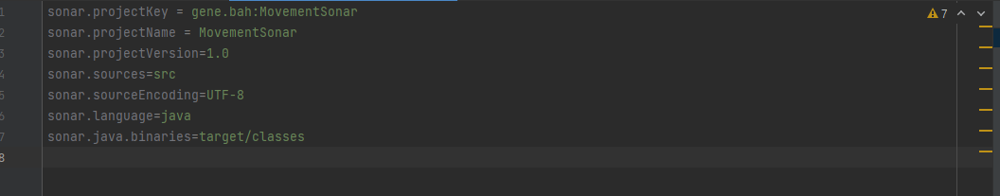 1 sonar.projectKey = gene.bah:MovementSonar 7
2 sonar.projectName = MovementSonar
3 sonar.projectVersion=1.0
4 sonar.sources=src
5 sonar.sourceEncoding=UTF-8
6 sonar.language=java
7 sonar.java.binaries=target/classes
8